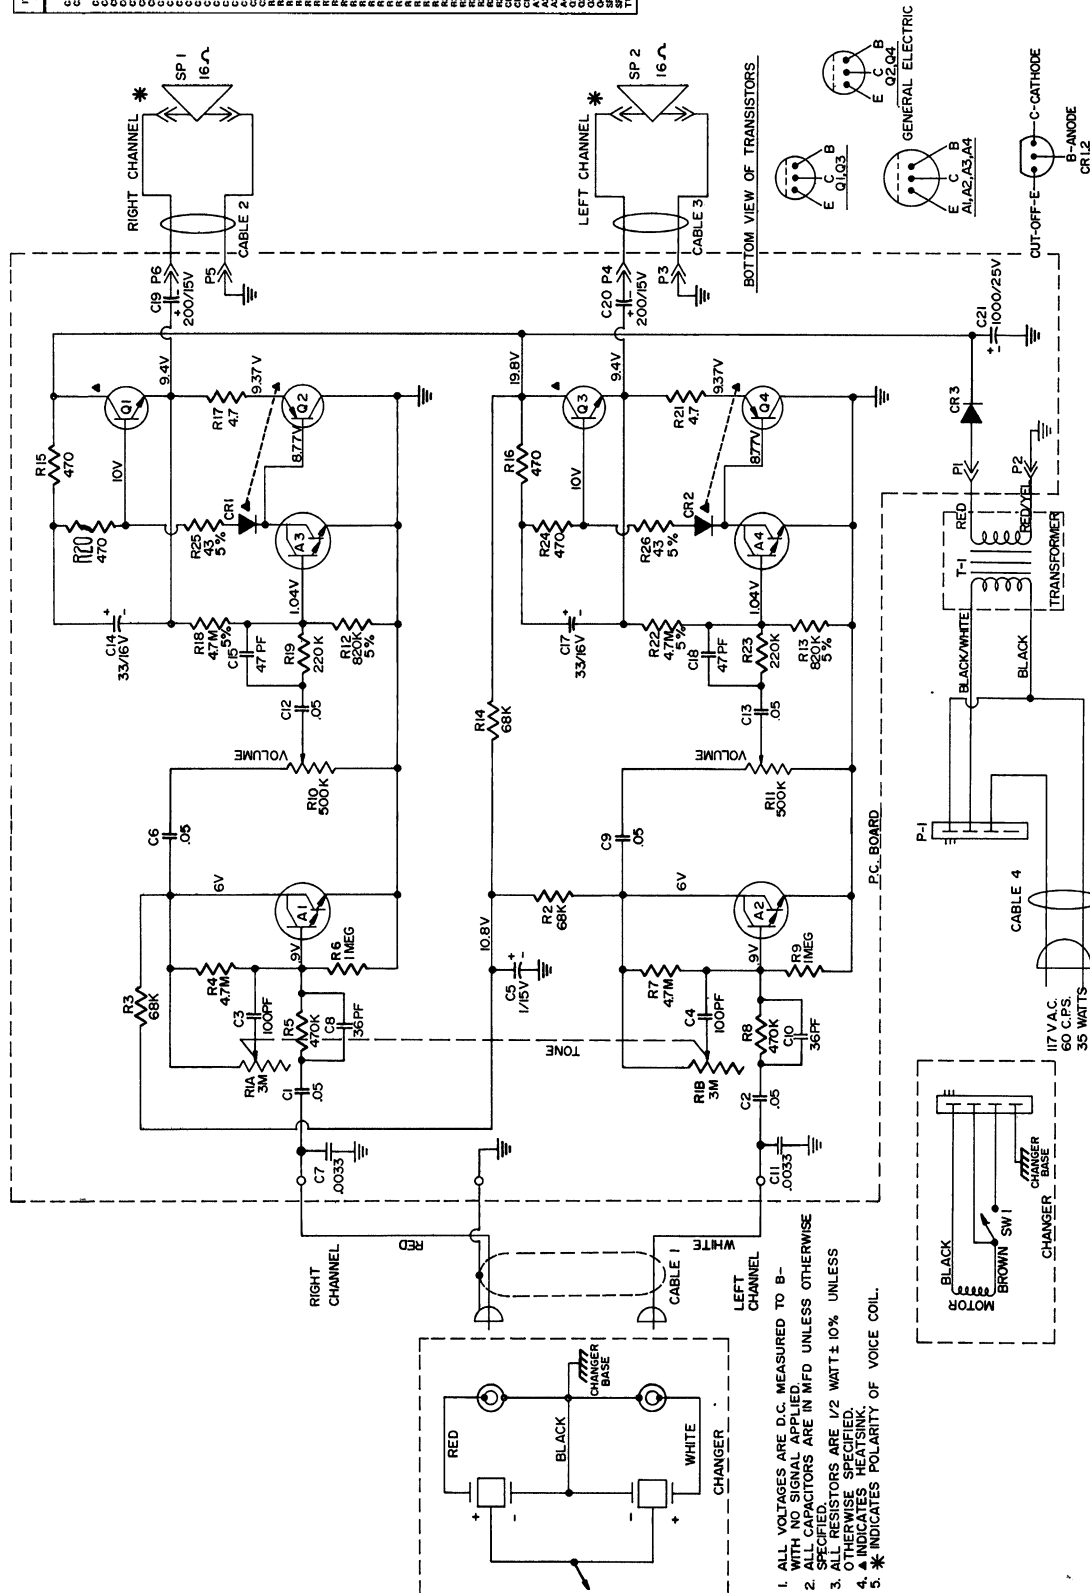 SP 1
16Ω
RIGHT CHANNEL
CABLE 2
P6
P5
C19
200/15V
9.4V
Q1
R15
470
10V
R20
470
R17
4.7
9.37V
Q2
8.77V
R25
43
5%
CR1
A3
1.04V
C14
33/16V
R18
4.7M
5%
C15
47 PF
R19
220K
R12
820K
5%
C12
.05
VOLUME
R10
500K
C6
.05
6V
A1
.9V
R3
68K
R4
4.7M
R6
1MEG
C3
100PF
R5
470K
C8
36PF
R1A
3M
C1
.05
C7
.0033
TONE
SP 2
16Ω
LEFT CHANNEL
CABLE 3
P4
P3
C20
200/15V
19.8V
9.4V
Q3
R16
470
10V
R24
470
R21
4.7
9.37V
Q4
8.77V
R26
43
5%
CR2
A4
1.04V
C17
33/16V
R22
4.7M
5%
C18
47 PF
R23
220K
R13
820K
5%
C13
.05
R14
68K
VOLUME
R11
500K
C9
.05
R2
68K
6V
A2
.9V
10.8V
C5
1/15V
R7
4.7M
R9
1MEG
C4
100PF
R8
470K
C10
36PF
R1B
3M
C2
.05
C11
.0033
BOTTOM VIEW OF TRANSISTORS
E
C
B
Q1,Q3
E
C
B
Q2,Q4
E
C
B
A1,A2,A3,A4
GENERAL ELECTRIC
CUT-OFF-E
C-CATHODE
B-ANODE
CR1,2
C21
1000/25V
CR3
P1
P2
RED
RED/YEL
T-1
TRANSFORMER
BLACK/WHITE
BLACK
P.C. BOARD
P-1
CABLE 4
117 V A.C.
60 C.P.S.
35 WATTS
RIGHT
CHANNEL
RED
WHITE
CABLE 1
LEFT
CHANNEL
RED
BLACK
WHITE
CHANGER
BASE
CHANGER
+
-
-
+
BLACK
MOTOR
BROWN
SW1
CHANGER
BASE
CHANGER
1. ALL VOLTAGES ARE D.C. MEASURED TO B-
WITH NO SIGNAL APPLIED.
2. ALL CAPACITORS ARE IN MFD UNLESS OTHERWISE
SPECIFIED.
3. ALL RESISTORS ARE 1/2 WATT ± 10% UNLESS
OTHERWISE SPECIFIED.
4. ▲ INDICATES HEATSINK.
5. ✳ INDICATES POLARITY OF VOICE COIL.